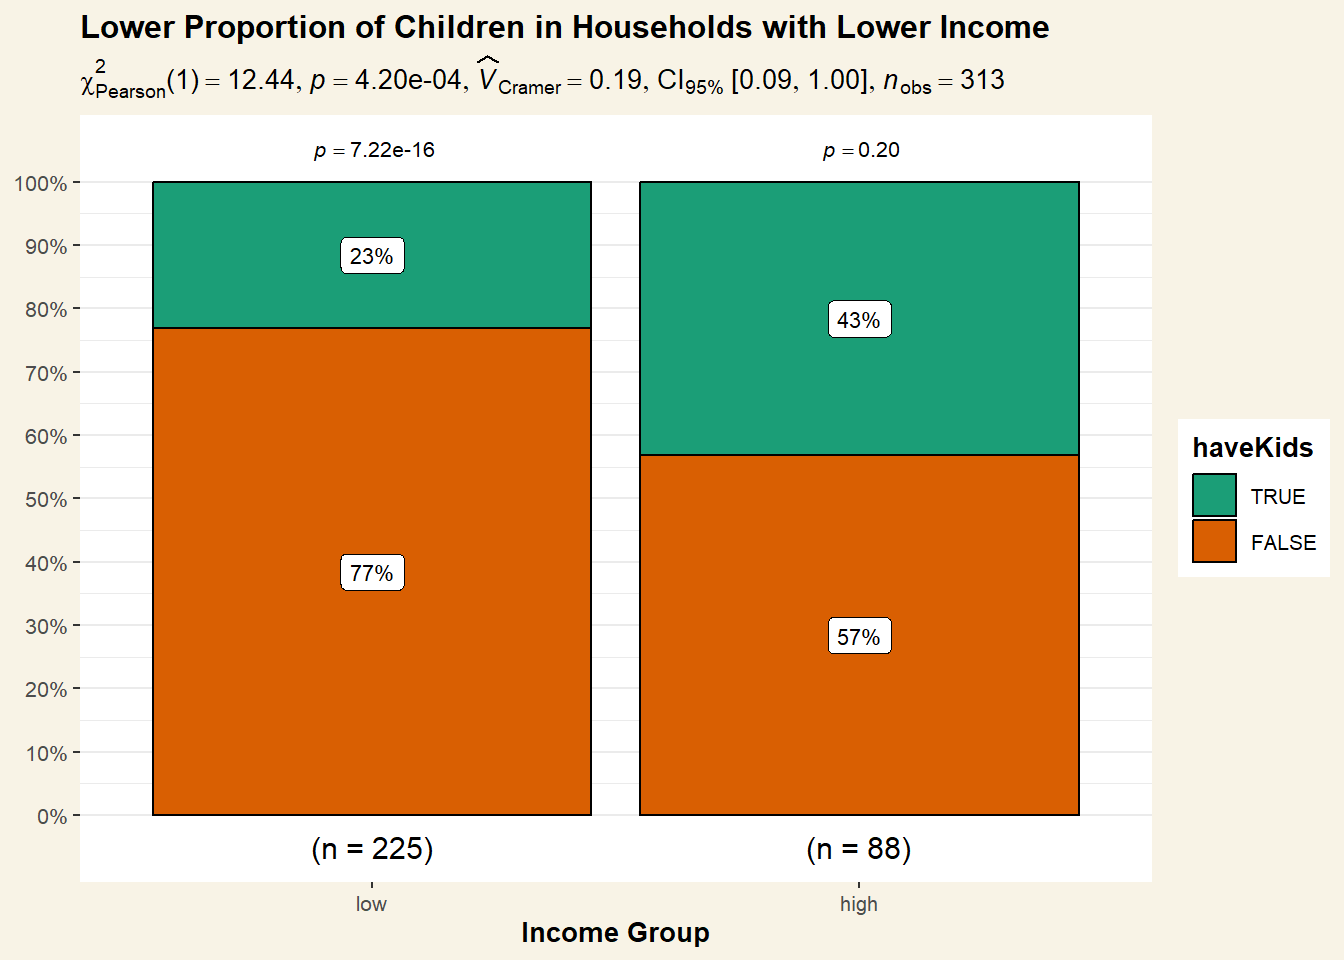 Lower Proportion of Children in Households with Lower Income
χ²Pearson(1) = 12.44, p = 4.20e-04, V̂Cramer = 0.19, CI95% [0.09, 1.00], nobs = 313
p = 7.22e-16
p = 0.20
100%
90%
80%
70%
60%
50%
40%
30%
20%
10%
0%
23%
43%
77%
57%
haveKids
TRUE
FALSE
(n = 225)
(n = 88)
low
high
Income Group